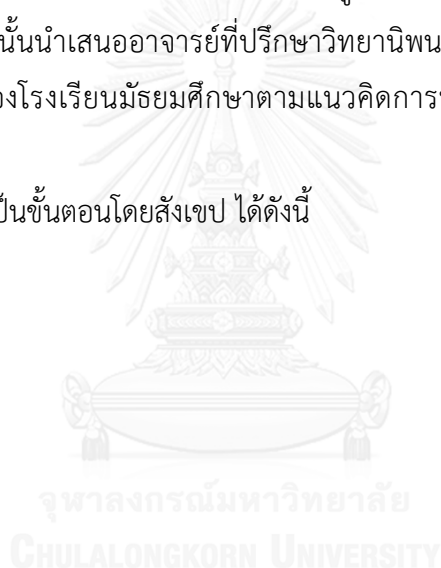 นั้นนำเสนออาจารย์ที่ปรึกษาวิทยานิพน
องโรงเรียนมัธยมศึกษาตามแนวคิดการ
ป็นขั้นตอนโดยสังเขป ได้ดังนี้
จุฬาลงกรณ์มหาวิทยาลัย
CHULALONGKORN UNIVERSITY